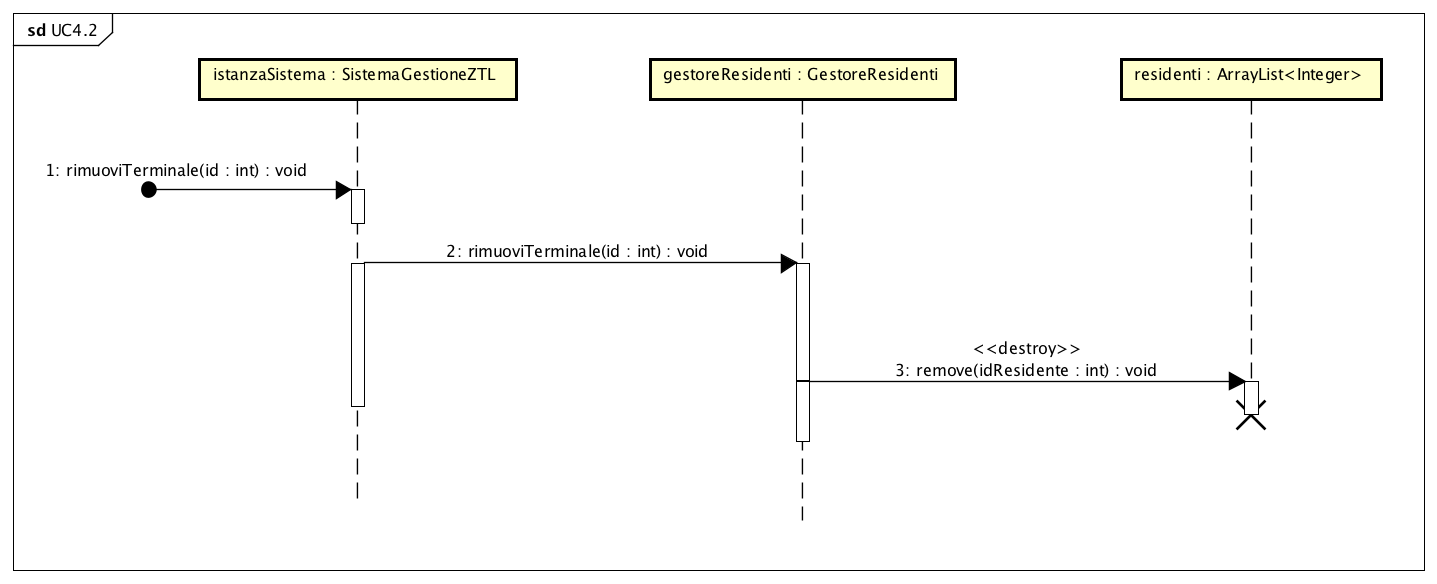 sd UC4.2
istanzaSistema : SistemaGestioneZTL
gestoreResidenti : GestoreResidenti
residenti : ArrayList<Integer>
1: rimuoviTerminale(id : int) : void
2: rimuoviTerminale(id : int) : void
<<destroy>>
3: remove(idResidente : int) : void